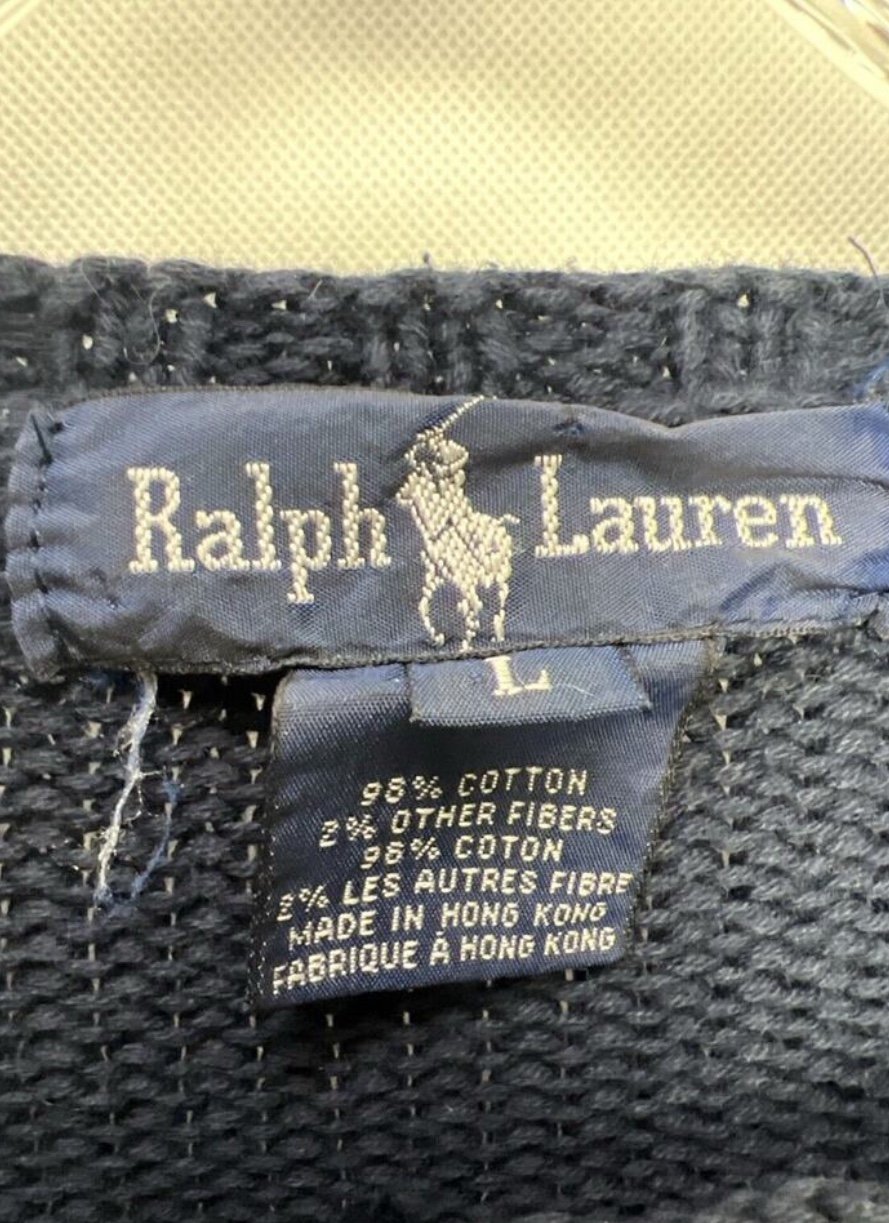 Ralph Lauren
L
98% COTTON
2% OTHER FIBERS
98% COTON
2% LES AUTRES FIBRE
MADE IN HONG KONG
FABRIQUE À HONG KONG